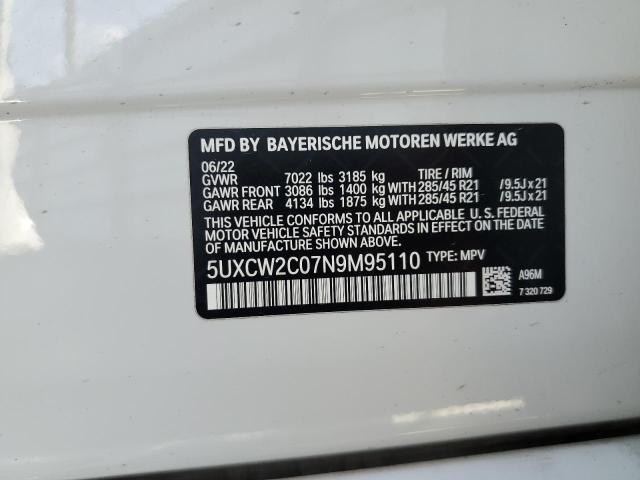 MFD BY BAYERISCHE MOTOREN WERKE AG
06/22
GVWR 7022 lbs 3185 kg TIRE / RIM
GAWR FRONT 3086 lbs 1400 kg WITH 285/45 R21 /9.5J x 21
GAWR REAR 4134 lbs 1875 kg WITH 285/45 R21 /9.5J x 21
THIS VEHICLE CONFORMS TO ALL APPLICABLE U. S. FEDERAL
MOTOR VEHICLE SAFETY STANDARDS IN EFFECT ON THE DATE
OF MANUFACTURE SHOWN ABOVE.
5UXCW2C07N9M95110 TYPE: MPV
A96M
7 320 729